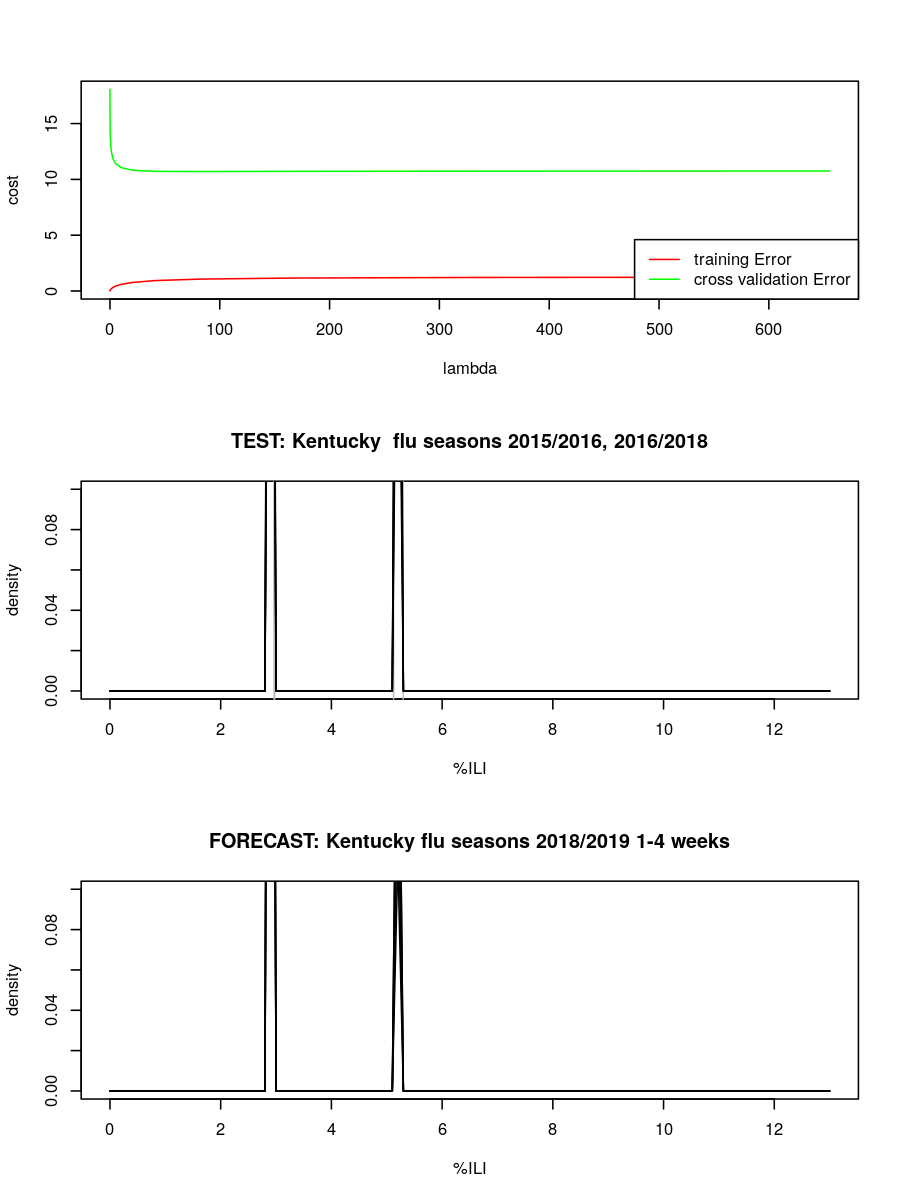 15
10
5
0
cost
training Error
cross validation Error
0 100 200 300 400 500 600
lambda
TEST: Kentucky  flu seasons 2015/2016, 2016/2018
0.08
0.04
0.00
density
0 2 4 6 8 10 12
%ILI
FORECAST: Kentucky flu seasons 2018/2019 1-4 weeks
0.08
0.04
0.00
density
0 2 4 6 8 10 12
%ILI